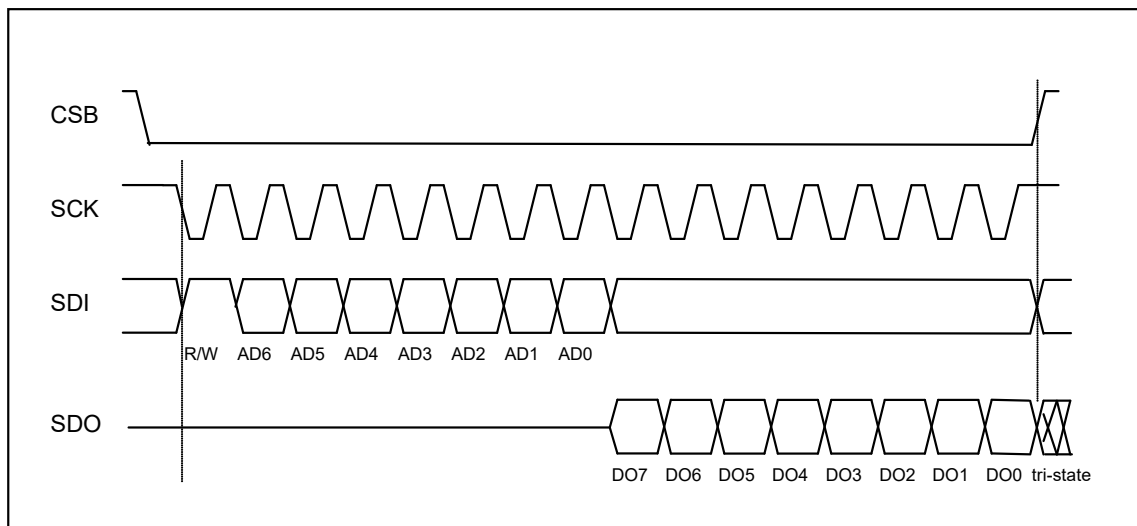 CSB
SCK
SDI
R/W AD6 AD5 AD4 AD3 AD2 AD1 AD0
SDO
DO7 DO6 DO5 DO4 DO3 DO2 DO1 DO0 tri-state